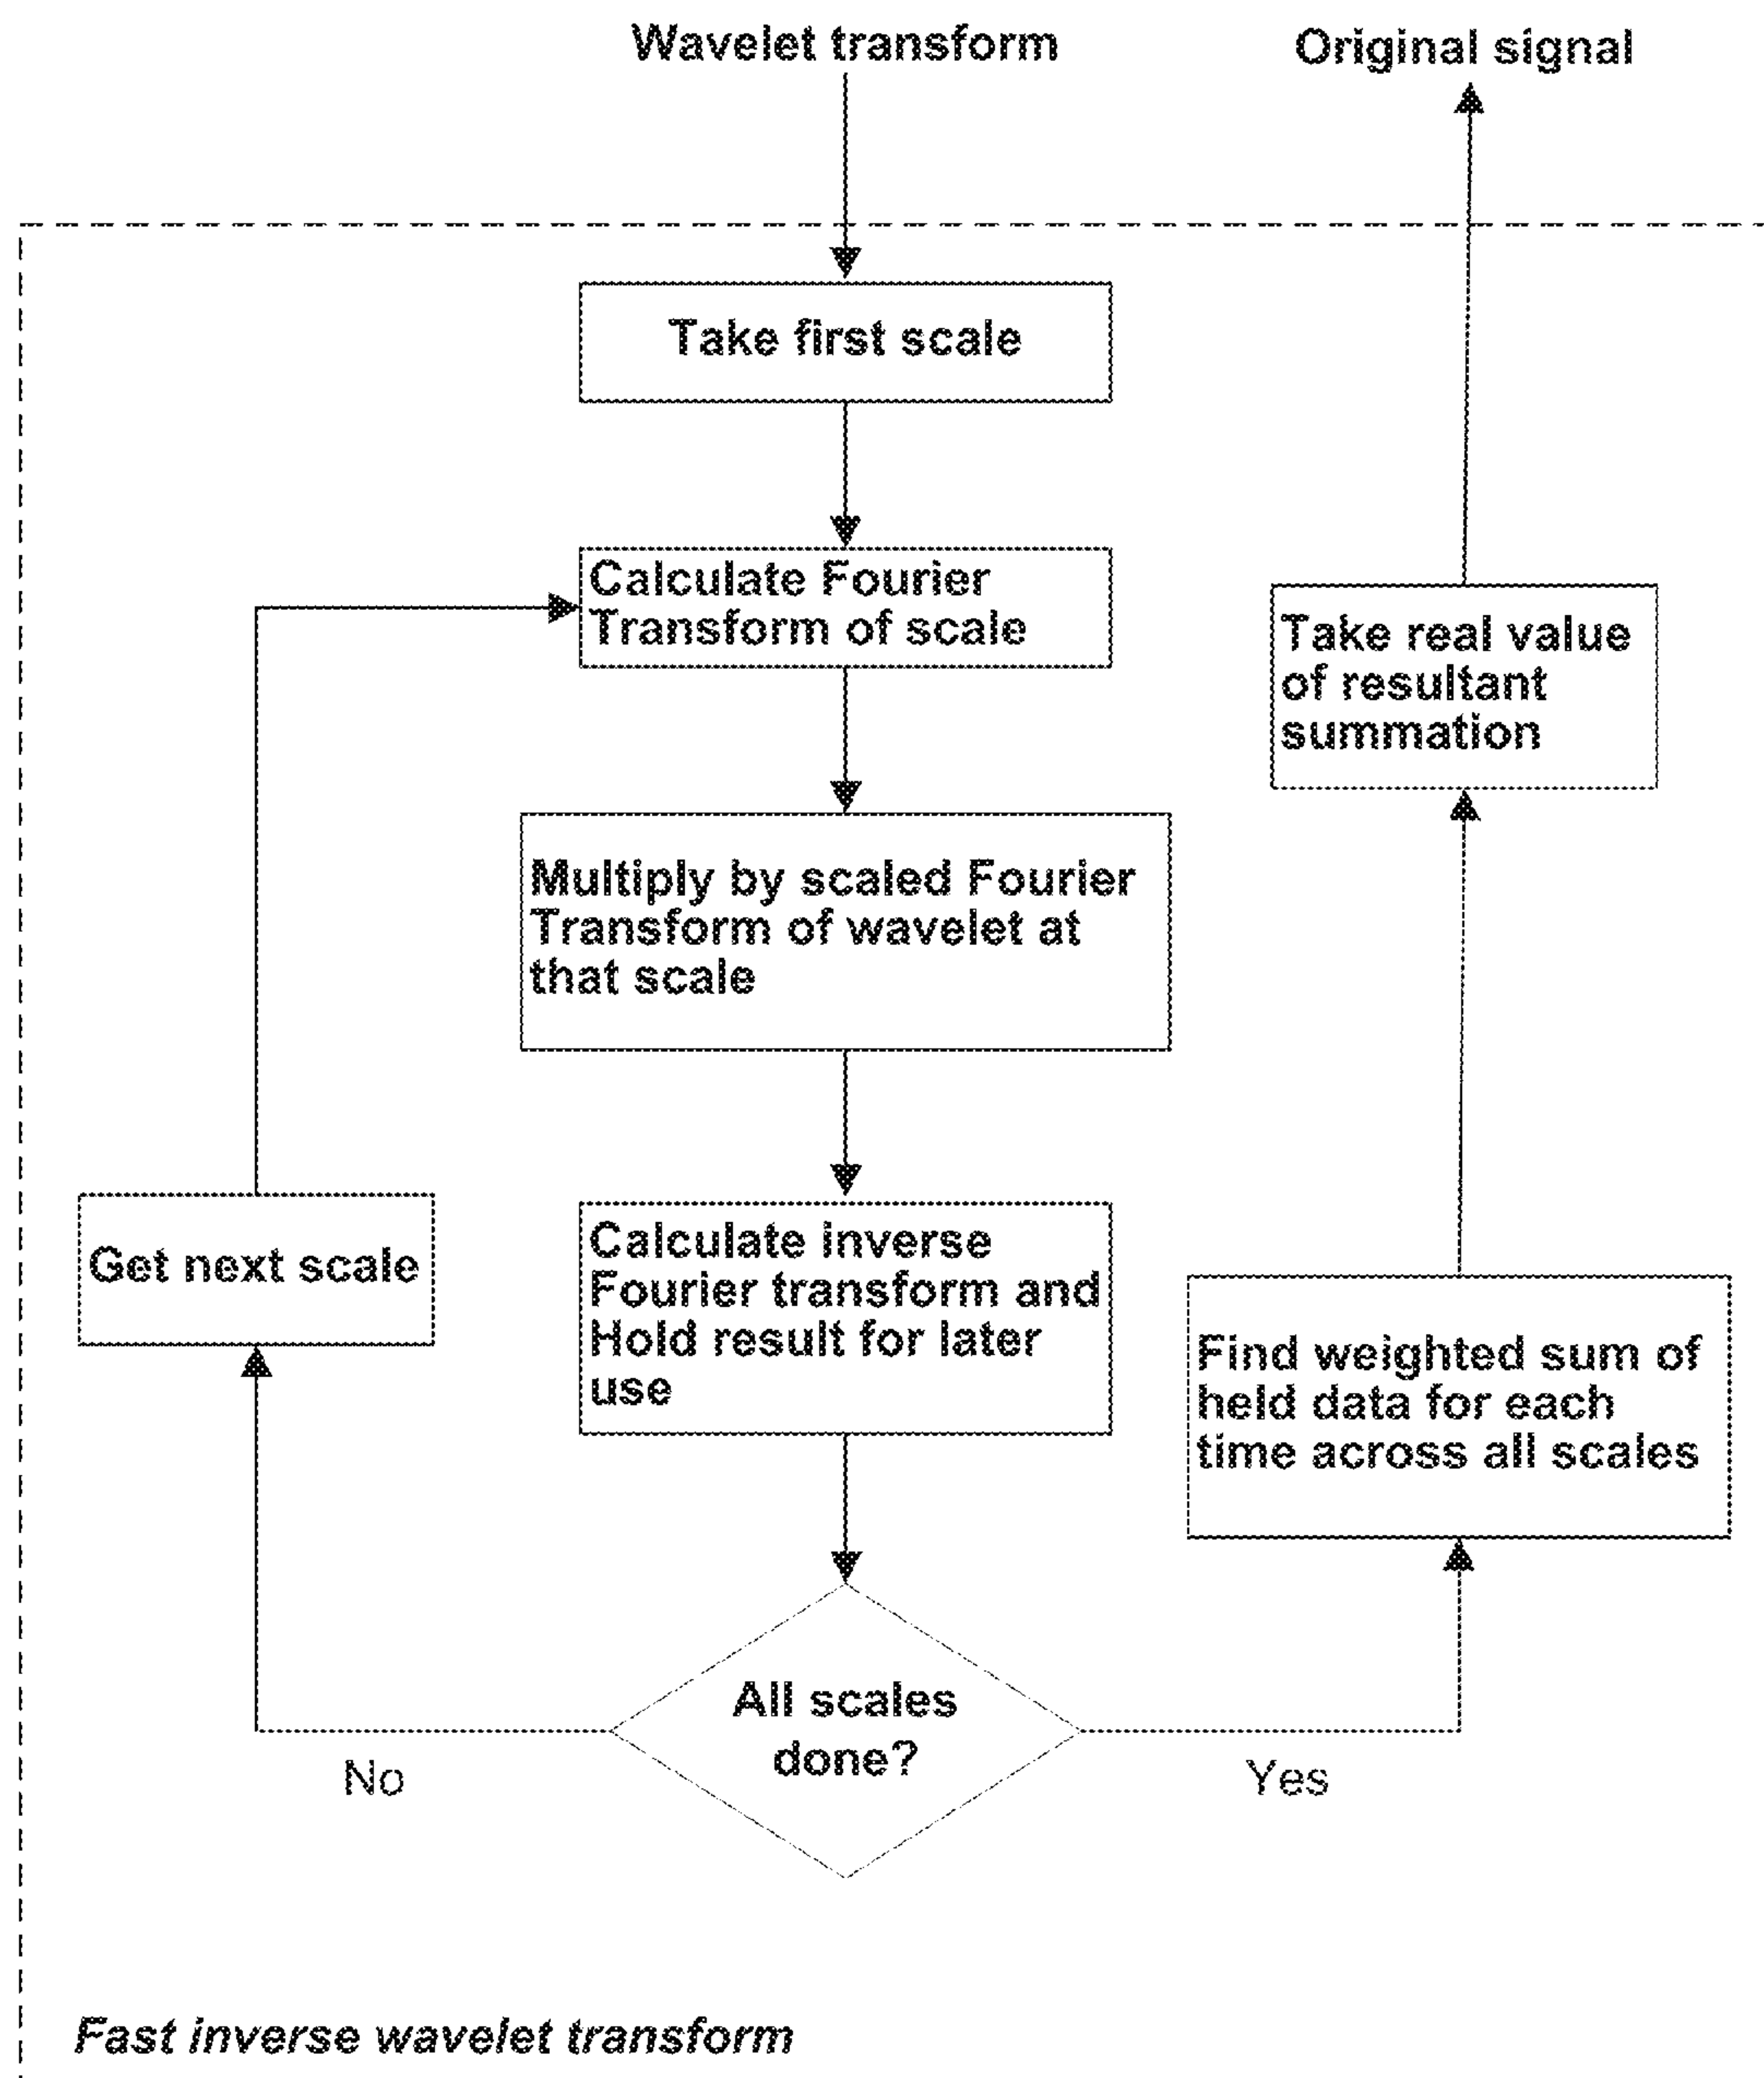 Wavelet transform
Original signal
Take first scale
Calculate Fourier
Transform of scale
Take real value
of resultant
summation
Multiply by scaled Fourier
Transform of wavelet at
that scale
Get next scale
Calculate inverse
Fourier transform and
Hold result for later
use
Find weighted sum of
held data for each
time across all scales
All scales
done?
No
Yes
Fast inverse wavelet transform